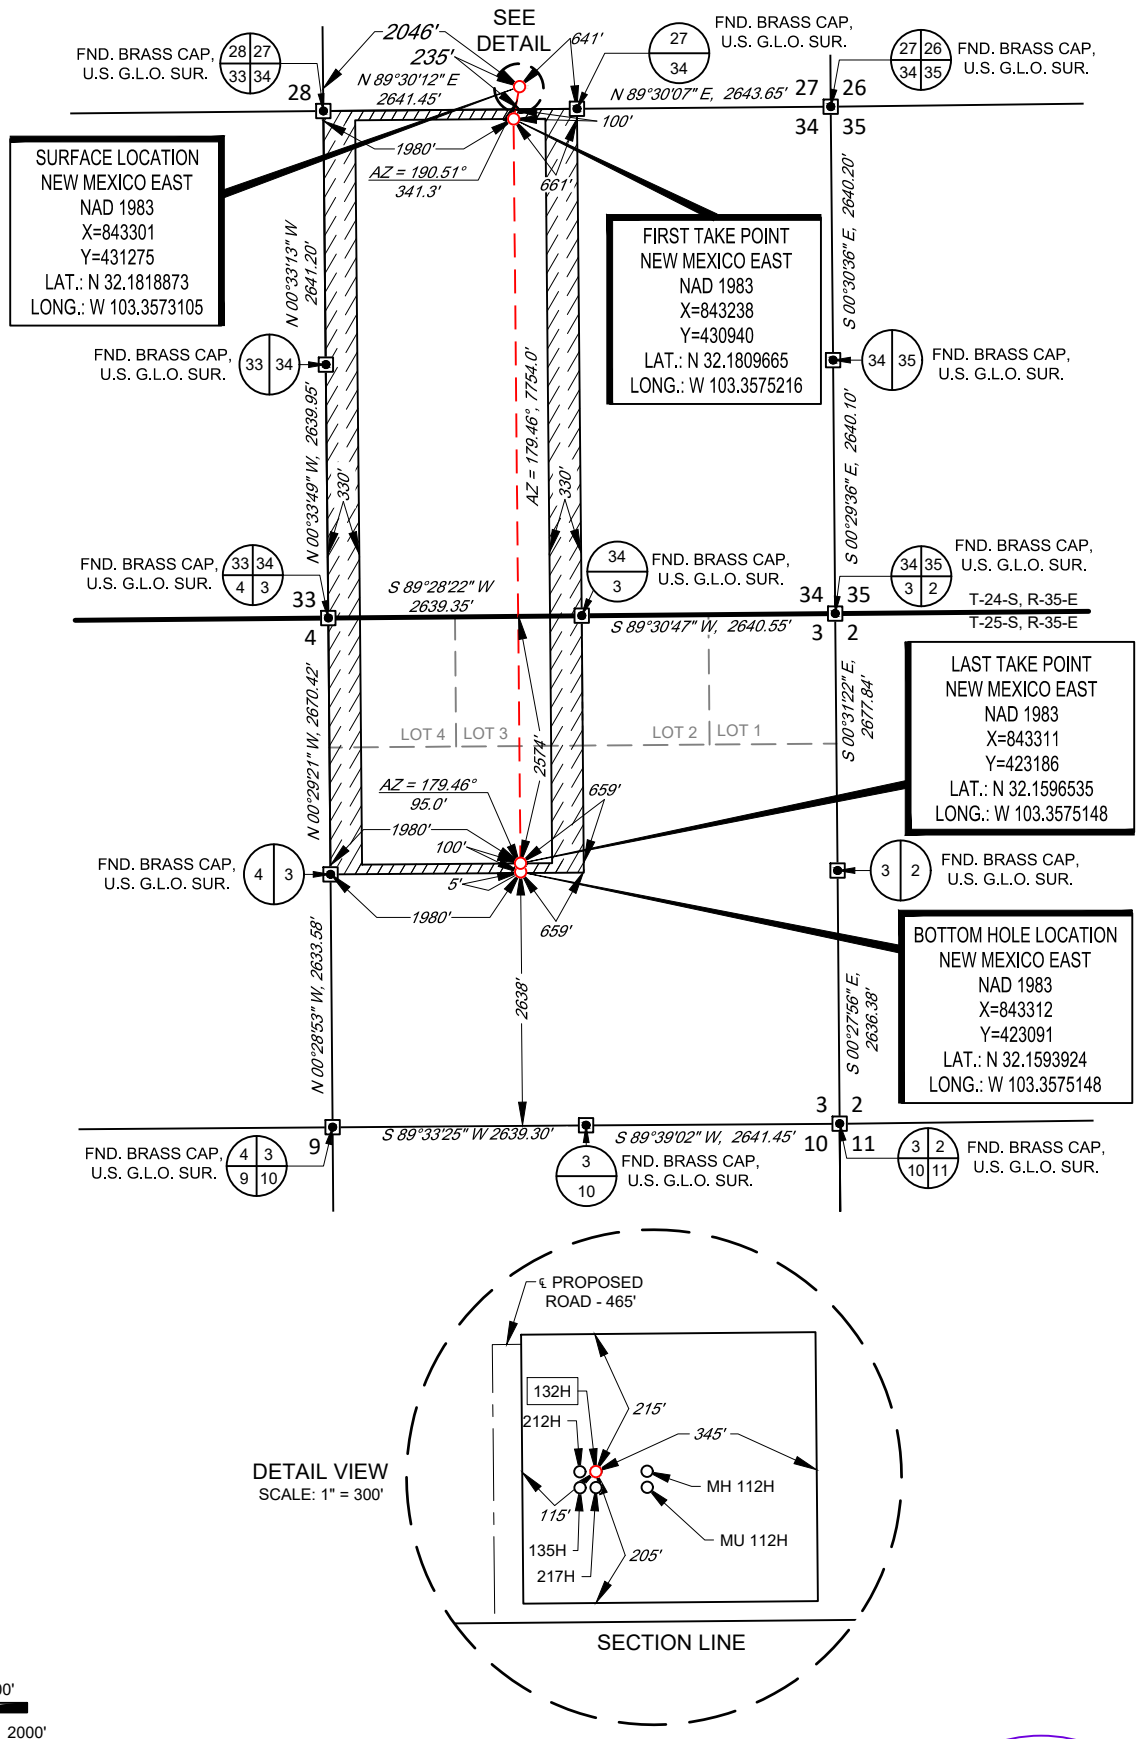 SEE
DETAIL
2046'
235'
641'
FND. BRASS CAP,
U.S. G.L.O. SUR.
28 27
33 34
27
34
FND. BRASS CAP,
U.S. G.L.O. SUR.
27 26
34 35
FND. BRASS CAP,
U.S. G.L.O. SUR.
N 89°30'12" E
2641.45'
N 89°30'07" E, 2643.65'
28
27 26
34 35
100'
1980'
AZ = 190.51°
341.3'
661'
SURFACE LOCATION
NEW MEXICO EAST
NAD 1983
X=843301
Y=431275
LAT.: N 32.1818873
LONG.: W 103.3573105
FIRST TAKE POINT
NEW MEXICO EAST
NAD 1983
X=843238
Y=430940
LAT.: N 32.1809665
LONG.: W 103.3575216
N 00°33'13" W
2641.20'
S 00°30'36" E, 2640.20'
FND. BRASS CAP,
U.S. G.L.O. SUR.
33 34
34 35
FND. BRASS CAP,
U.S. G.L.O. SUR.
N 00°33'49" W, 2639.95'
330'
AZ = 179.46°, 7754.0'
330'
S 00°29'36" E, 2640.10'
FND. BRASS CAP,
U.S. G.L.O. SUR.
33 34
4 3
34
3
FND. BRASS CAP,
U.S. G.L.O. SUR.
34 35
3 2
FND. BRASS CAP,
U.S. G.L.O. SUR.
S 89°28'22" W
2639.35'
S 89°30'47" W, 2640.55'
33
4
34 35
3 2
T-24-S, R-35-E
T-25-S, R-35-E
LAST TAKE POINT
NEW MEXICO EAST
NAD 1983
X=843311
Y=423186
LAT.: N 32.1596535
LONG.: W 103.3575148
N 00°29'21" W, 2670.42'
LOT 4
LOT 3
LOT 2
LOT 1
2574'
S 00°31'22" E,
2677.84'
AZ = 179.46°
95.0'
659'
1980'
100'
5'
1980'
659'
FND. BRASS CAP,
U.S. G.L.O. SUR.
4 3
3 2
FND. BRASS CAP,
U.S. G.L.O. SUR.
BOTTOM HOLE LOCATION
NEW MEXICO EAST
NAD 1983
X=843312
Y=423091
LAT.: N 32.1593924
LONG.: W 103.3575148
N 00°28'53" W, 2633.58'
2638'
S 00°27'56" E,
2636.38'
9
3 2
10 11
S 89°33'25" W 2639.30'
S 89°39'02" W, 2641.45'
FND. BRASS CAP,
U.S. G.L.O. SUR.
4 3
9 10
3
10
FND. BRASS CAP,
U.S. G.L.O. SUR.
3 2
10 11
FND. BRASS CAP,
U.S. G.L.O. SUR.
℄ PROPOSED
ROAD - 465'
132H
212H
215'
345'
MH 112H
115'
MU 112H
135H
217H
205'
DETAIL VIEW
SCALE: 1" = 300'
SECTION LINE
2000'